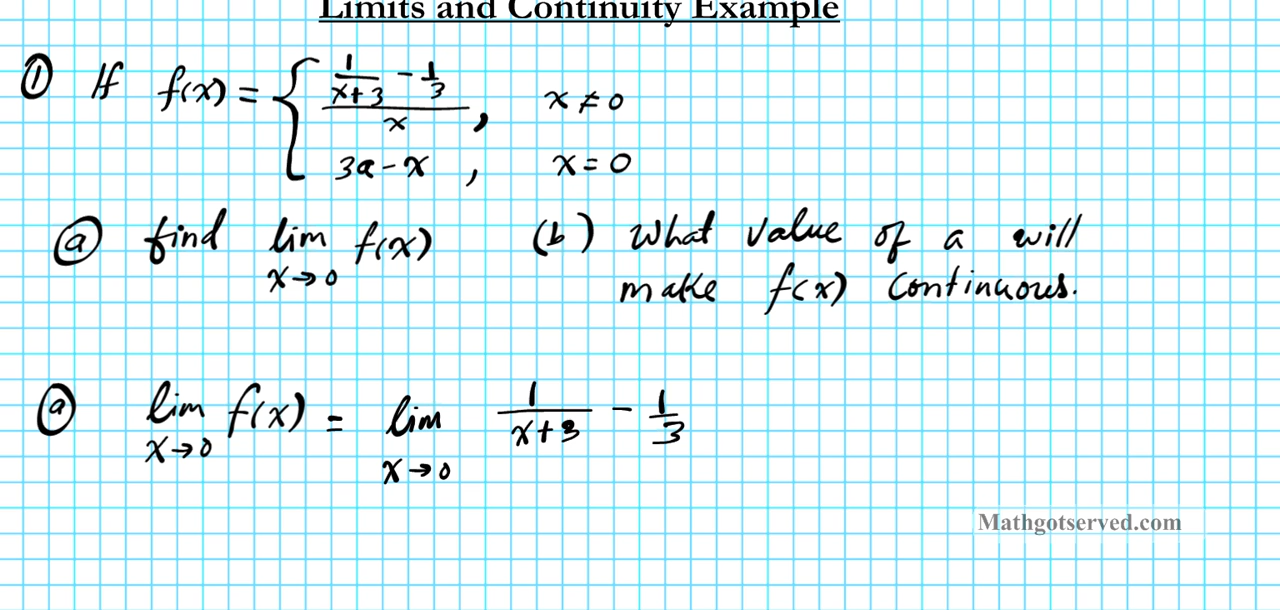 Limits and Continuity Example
① If f(x) = { (1/(x+3) - 1/3)/x , x ≠ 0
3a - x , x = 0
ⓐ find lim x→0 f(x) (b) What value of a will
make f(x) continuous.
ⓐ lim x→0 f(x) = lim x→0 1/(x+3) - 1/3
Mathgotserved.com